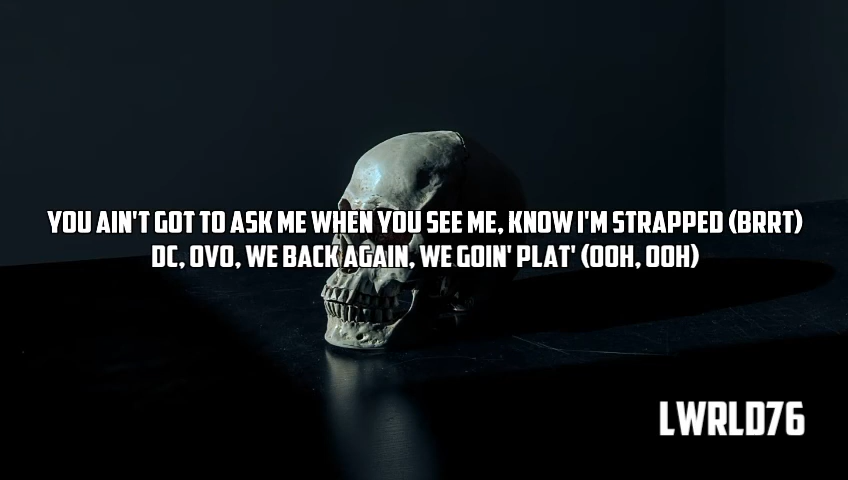 YOU AIN'T GOT TO ASK ME WHEN YOU SEE ME, KNOW I'M STRAPPED (BRRT)
DC, OVO, WE BACK AGAIN, WE GOIN' PLAT' (OOH, OOH)
LWRLD76